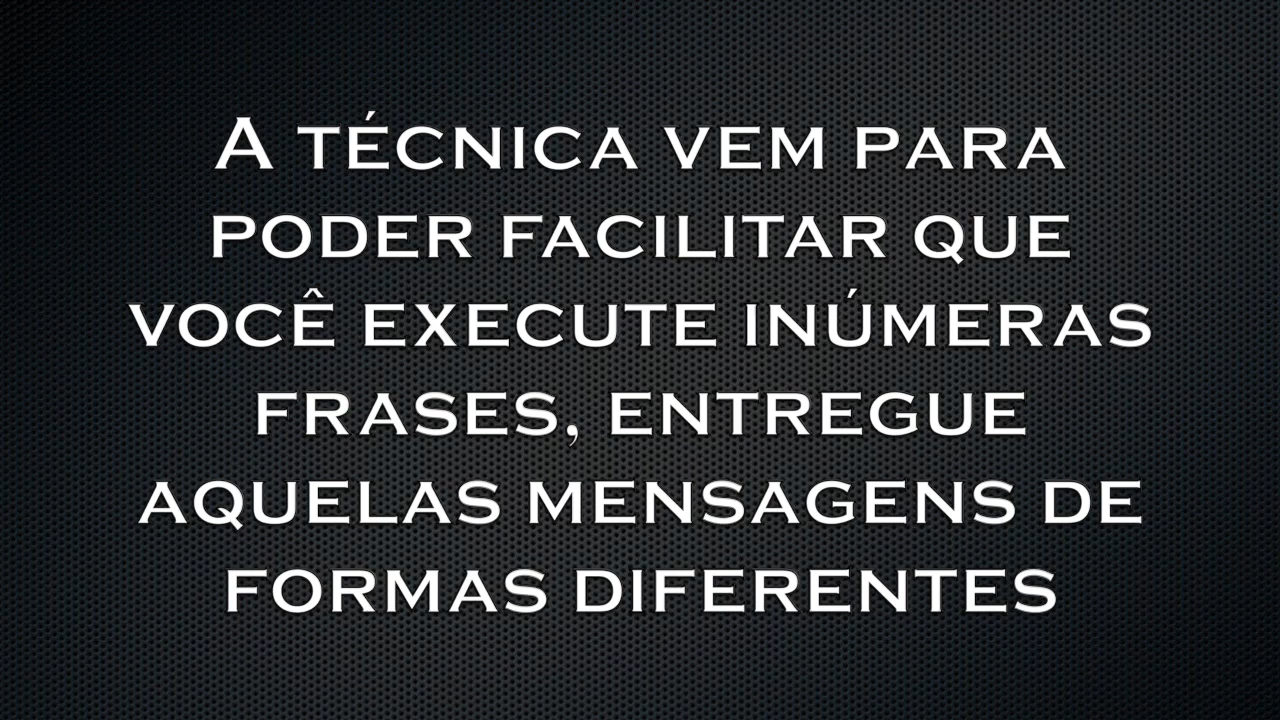 A TÉCNICA VEM PARA
PODER FACILITAR QUE
VOCÊ EXECUTE INÚMERAS
FRASES, ENTREGUE
AQUELAS MENSAGENS DE
FORMAS DIFERENTES